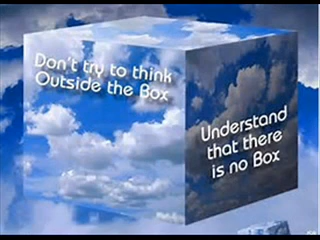 Don't try to think
Outside the Box
Understand
that there
is no Box